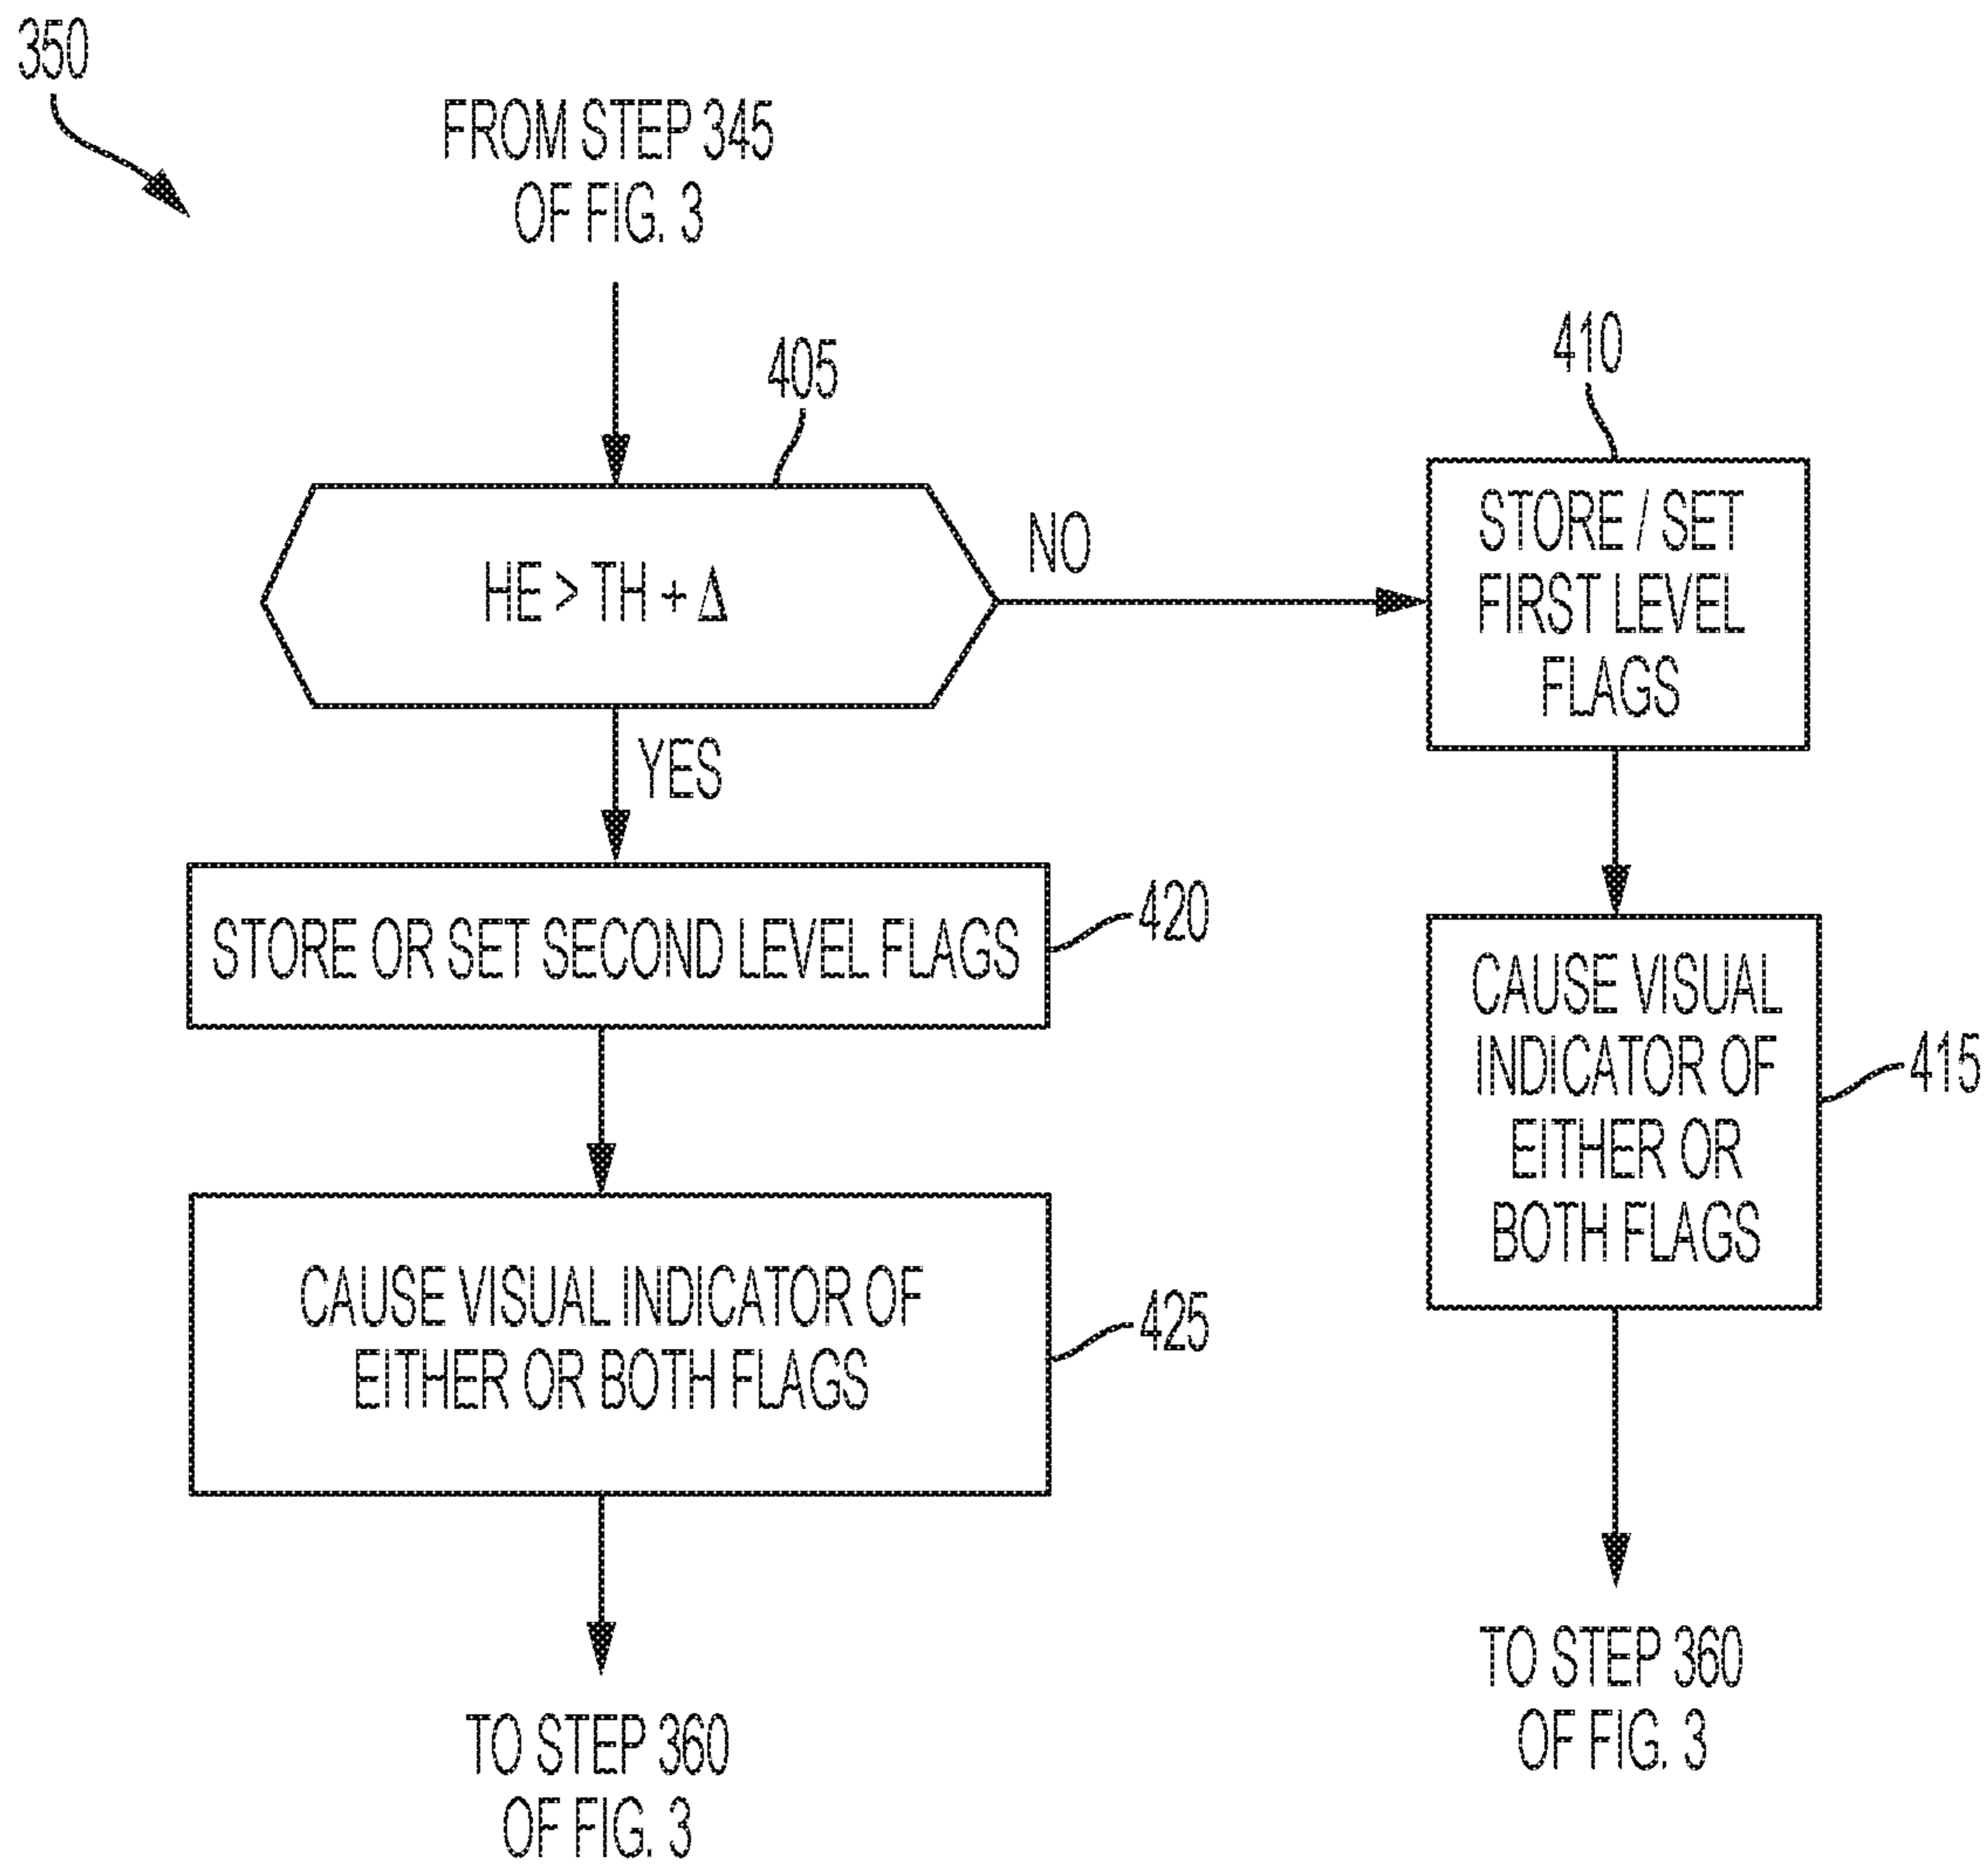 350
FROM STEP 345
OF FIG. 3
405
HE > TH + Δ
NO
YES
410
STORE / SET
FIRST LEVEL
FLAGS
420
STORE OR SET SECOND LEVEL FLAGS
CAUSE VISUAL
INDICATOR OF
EITHER OR
BOTH FLAGS
415
CAUSE VISUAL INDICATOR OF
EITHER OR BOTH FLAGS
425
TO STEP 360
OF FIG. 3
TO STEP 360
OF FIG. 3